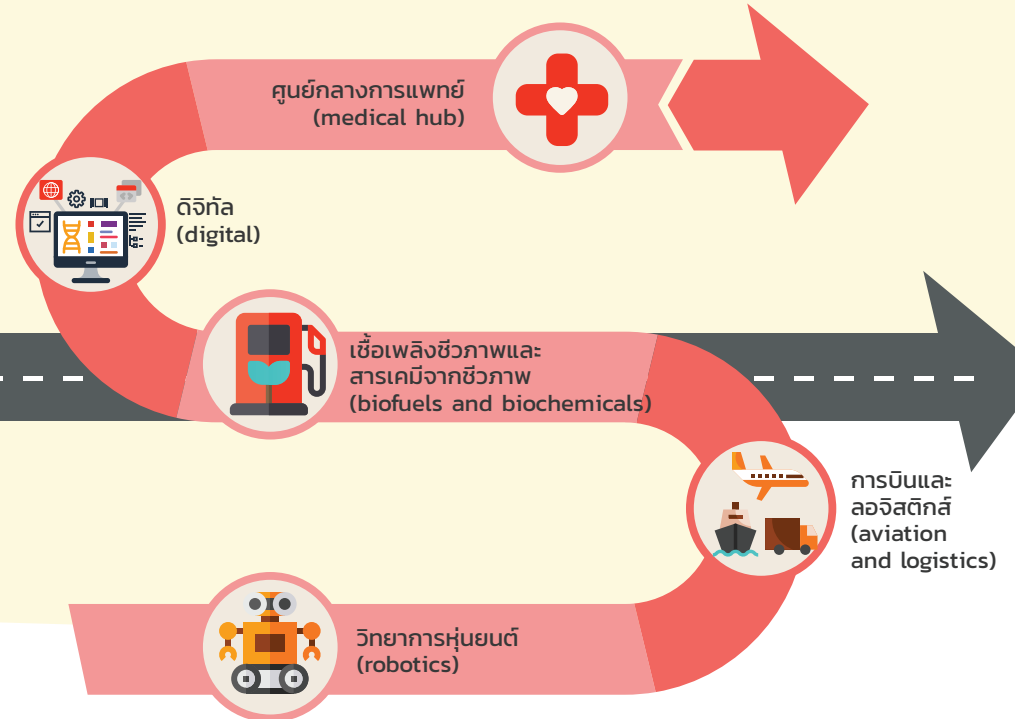 ศูนย์กลางการแพทย์
(medical hub)
ดิจิทัล
(digital)
เชื้อเพลิงชีวภาพและ
สารเคมีจากชีวภาพ
(biofuels and biochemicals)
การบินและ
ลอจิสติกส์
(aviation
and logistics)
วิทยาการหุ่นยนต์
(robotics)